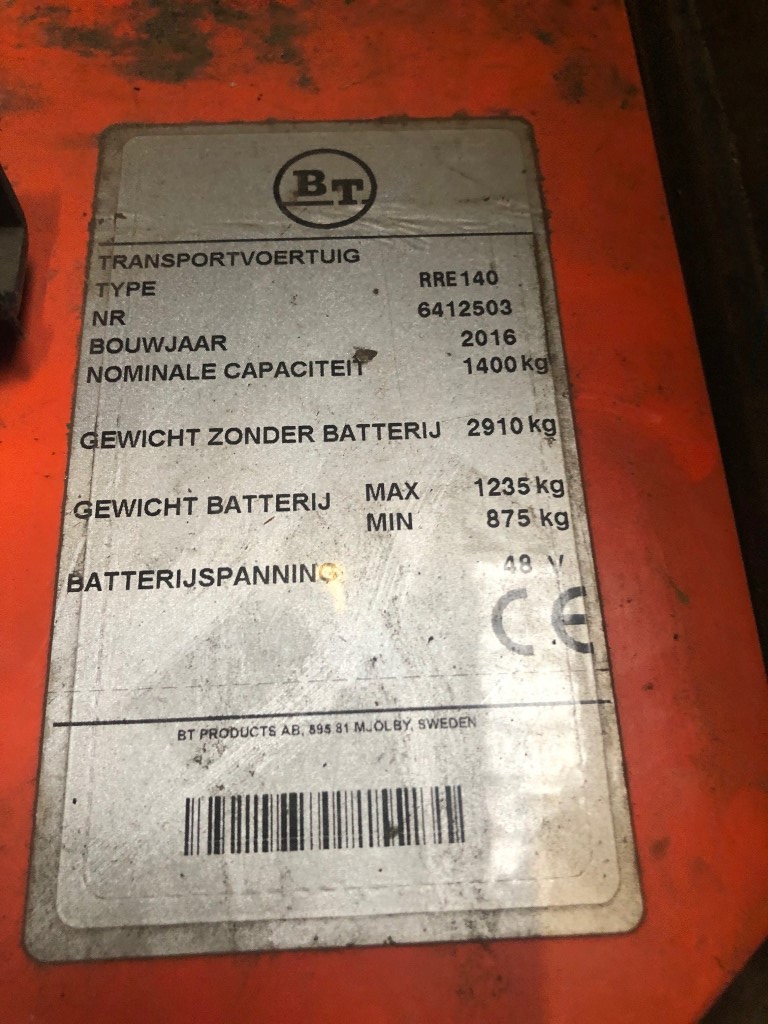 BT
TRANSPORTVOERTUIG
TYPE RRE140
NR 6412503
BOUWJAAR 2016
NOMINALE CAPACITEIT 1400 kg
GEWICHT ZONDER BATTERIJ 2910 kg
GEWICHT BATTERIJ MAX 1235 kg
MIN 875 kg
BATTERIJSPANNING 48 V
CE
BT PRODUCTS AB, 595 81 MJÖLBY, SWEDEN